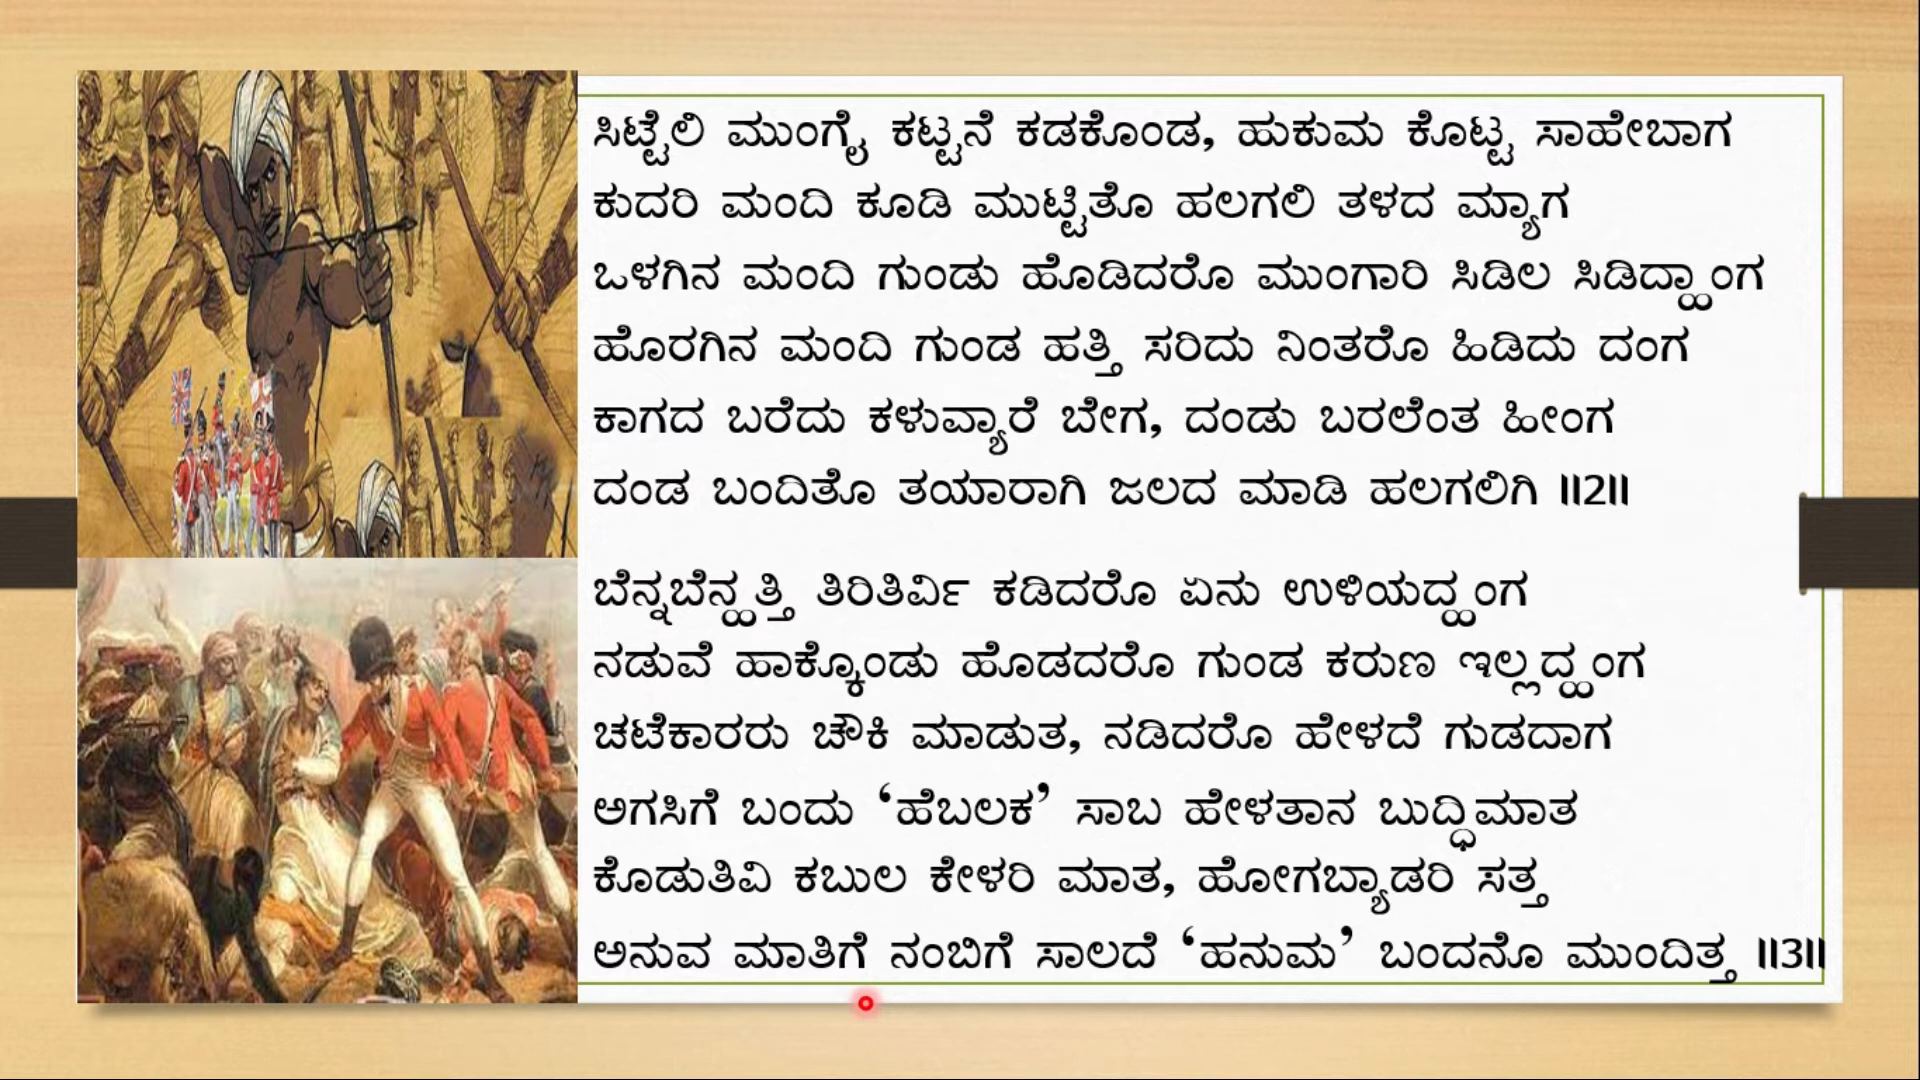 ಸಿಟ್ಟೆಲಿ ಮುಂಗೈ ಕಟ್ಟನೆ ಕಡಕೊಂಡ, ಹುಕುಮ ಕೊಟ್ಟ ಸಾಹೇಬಾಗ
ಕುದರಿ ಮಂದಿ ಕೂಡಿ ಮುಟ್ಟಿತೊ ಹಲಗಲಿ ತಳದ ಮ್ಯಾಗ
ಒಳಗಿನ ಮಂದಿ ಗುಂಡು ಹೊಡಿದರೊ ಮುಂಗಾರಿ ಸಿಡಿಲ ಸಿಡಿದ್ಹಾಂಗ
ಹೊರಗಿನ ಮಂದಿ ಗುಂಡ ಹತ್ತಿ ಸರಿದು ನಿಂತರೊ ಹಿಡಿದು ದಂಗ
ಕಾಗದ ಬರೆದು ಕಳುವ್ಯಾರೆ ಬೇಗ, ದಂಡು ಬರಲೆಂತ ಹೀಂಗ
ದಂಡ ಬಂದಿತೊ ತಯಾರಾಗಿ ಜಲದ ಮಾಡಿ ಹಲಗಲಿಗಿ ॥2॥
ಬೆನ್ನಬೆನ್ಹತ್ತಿ ತಿರಿತಿರ್ವಿ ಕಡಿದರೊ ಏನು ಉಳಿಯದ್ಹಂಗ
ನಡುವೆ ಹಾಕ್ಕೊಂಡು ಹೊಡದರೊ ಗುಂಡ ಕರುಣ ಇಲ್ಲದ್ಹಂಗ
ಚಟೆಕಾರರು ಚೌಕಿ ಮಾಡುತ, ನಡಿದರೊ ಹೇಳದೆ ಗುಡದಾಗ
ಅಗಸಿಗೆ ಬಂದು ‘ಹೆಬಲಕ’ ಸಾಬ ಹೇಳತಾನ ಬುದ್ಧಿಮಾತ
ಕೊಡುತಿವಿ ಕಬುಲ ಕೇಳರಿ ಮಾತ, ಹೋಗಬ್ಯಾಡರಿ ಸತ್ತ
ಅನುವ ಮಾತಿಗೆ ನಂಬಿಗೆ ಸಾಲದೆ ‘ಹನುಮ’ ಬಂದನೊ ಮುಂದಿತ್ತ ॥3॥